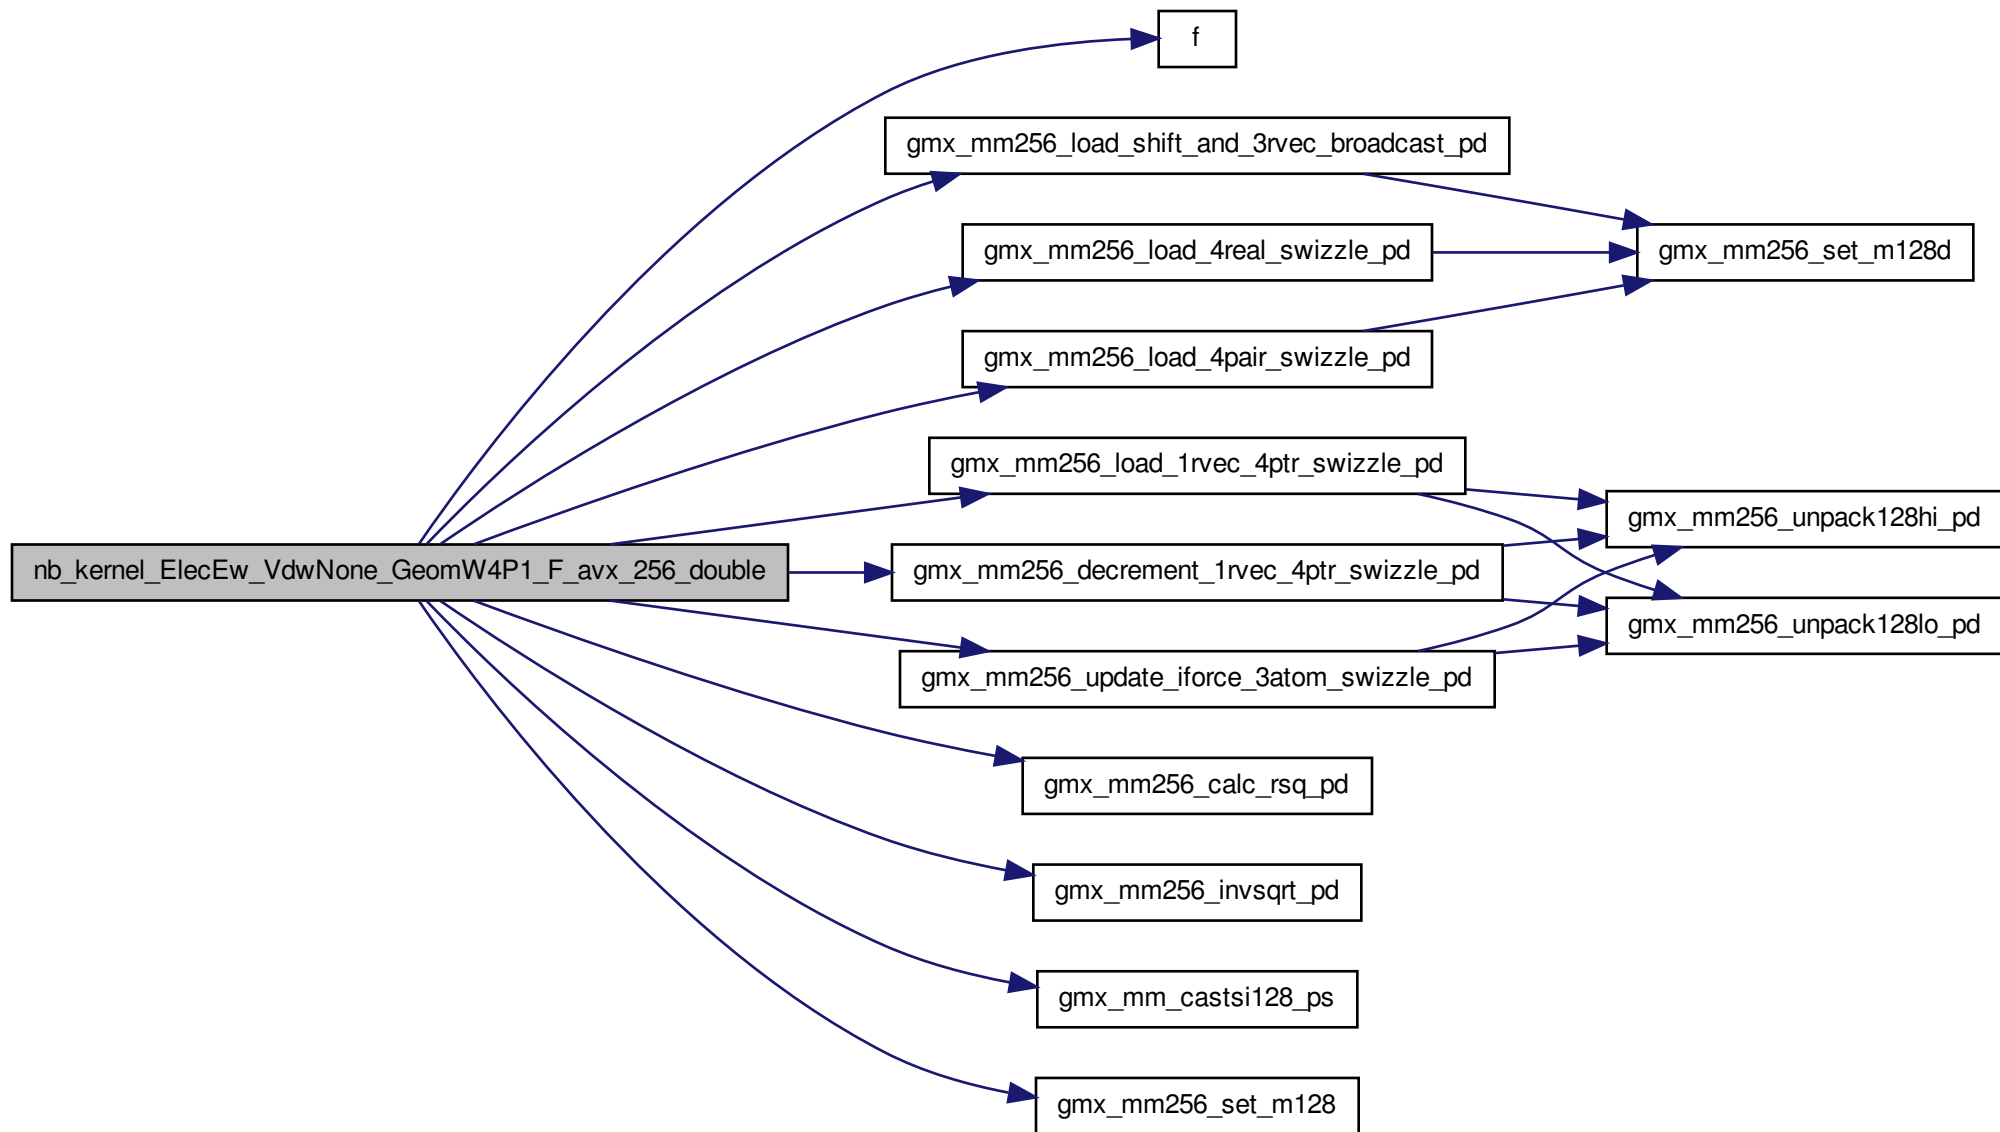 f
gmx_mm256_load_shift_and_3rvec_broadcast_pd
gmx_mm256_load_4real_swizzle_pd
gmx_mm256_set_m128d
gmx_mm256_load_4pair_swizzle_pd
gmx_mm256_load_1rvec_4ptr_swizzle_pd
gmx_mm256_unpack128hi_pd
nb_kernel_ElecEw_VdwNone_GeomW4P1_F_avx_256_double
gmx_mm256_decrement_1rvec_4ptr_swizzle_pd
gmx_mm256_unpack128lo_pd
gmx_mm256_update_iforce_3atom_swizzle_pd
gmx_mm256_calc_rsq_pd
gmx_mm256_invsqrt_pd
gmx_mm_castsi128_ps
gmx_mm256_set_m128